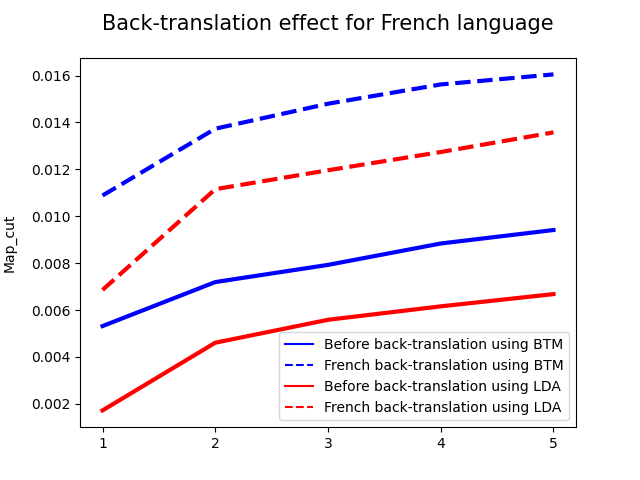 Back-translation effect for French language
0.016
0.014
0.012
0.010
0.008
0.006
0.004
0.002
Map_cut
Before back-translation using BTM
French back-translation using BTM
Before back-translation using LDA
French back-translation using LDA
1 2 3 4 5